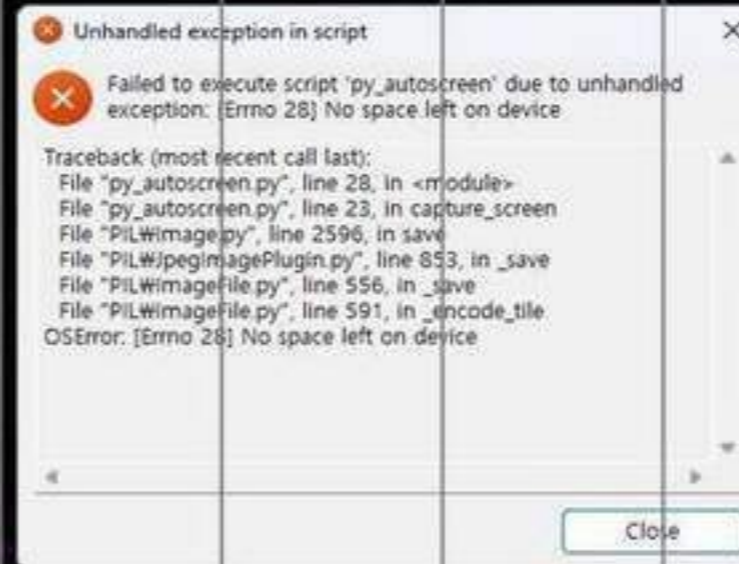 Unhandled exception in script
Failed to execute script 'py_autoscreen' due to unhandled
exception: [Errno 28] No space left on device
Traceback (most recent call last):
File "py_autoscreen.py", line 28, in <module>
File "py_autoscreen.py", line 23, in capture_screen
File "PIL₩Image.py", line 2596, in save
File "PIL₩JpegImagePlugin.py", line 853, in _save
File "PIL₩ImageFile.py", line 556, in _save
File "PIL₩ImageFile.py", line 591, in _encode_tile
OSError: [Errno 28] No space left on device
Close